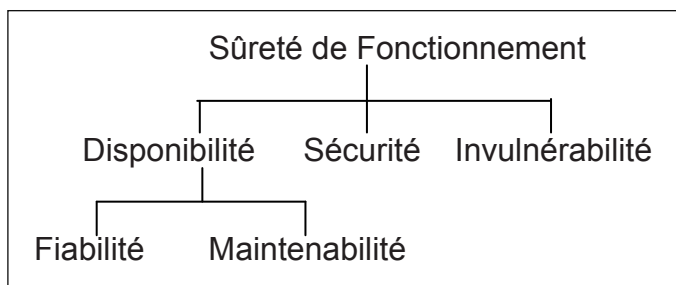 Sûreté de Fonctionnement
Disponibilité Sécurité Invulnérabilité
Fiabilité Maintenabilité